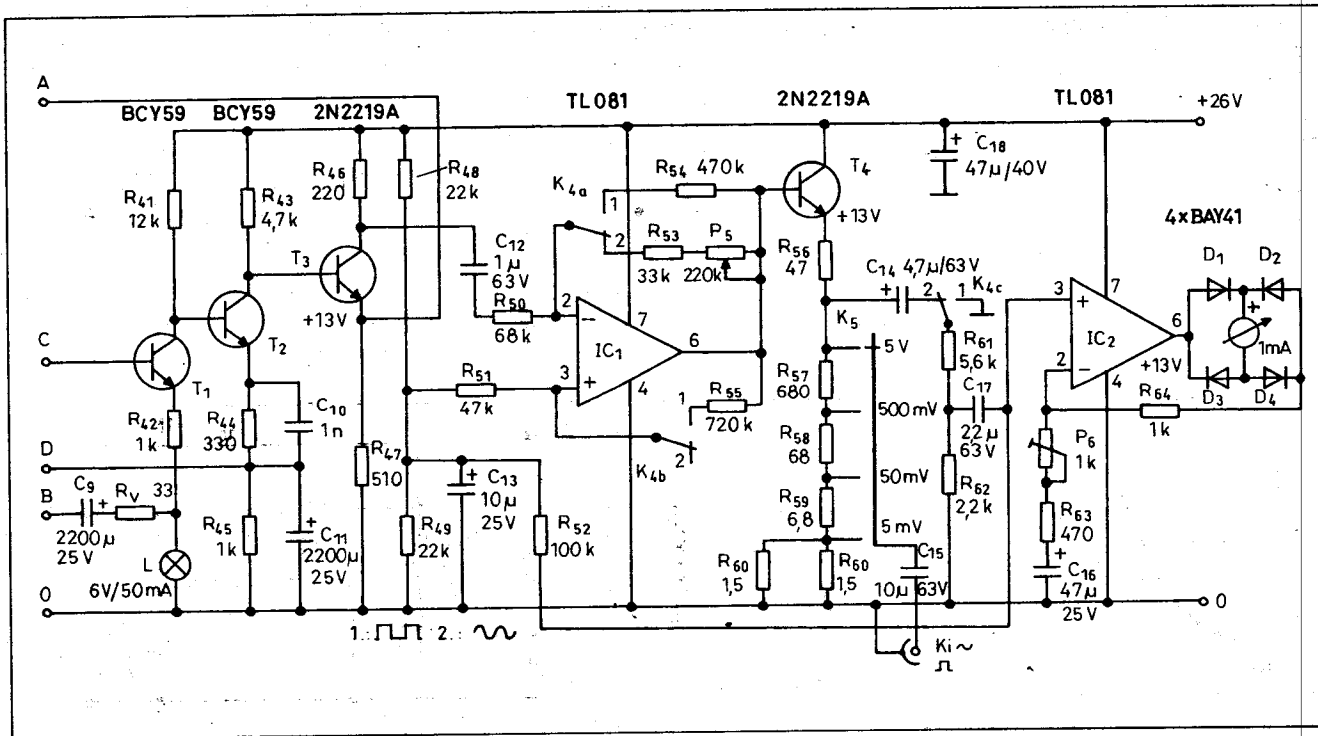 A
BCY59 BCY59 2N2219A TL081 2N2219A TL081
+26V
R41
12k
R43
4,7k
R46
220
R48
22k
C12
1µ
63V
R50
68k
K4a
1
2
R54 470k
R53
33k
P5
220k
T4
+13V
R56
47
C18
+
47µ/40V
C14 4,7µ/63V
+
2
1
K4c
4xBAY41
D1
D2
D3
D4
+
1mA
T3
+13V
T2
T1
C
2
−
3
+
7
IC1
6
4
R51
47k
R55
720k
1
2
K4b
K5
5V
500mV
50mV
5mV
R57
680
R58
68
R59
6,8
R60
1,5
R60
1,5
R61
5,6k
C17
22µ
63V
R62
2,2k
3
+
2
−
7
IC2
6
+13V
4
R64
1k
P6
1k
R63
470
C16
+
47µ
25V
R42
1k
R44
330
C10
1n
D
B
C9
+
2200µ
25V
RV 33
R45
1k
C11
+
2200µ
25V
R47
510
R49
22k
C13
+
10µ
25V
R52
100k
C15
10µ 63V
L
6V/50mA
0
0
1.: 2.:
Ki ~